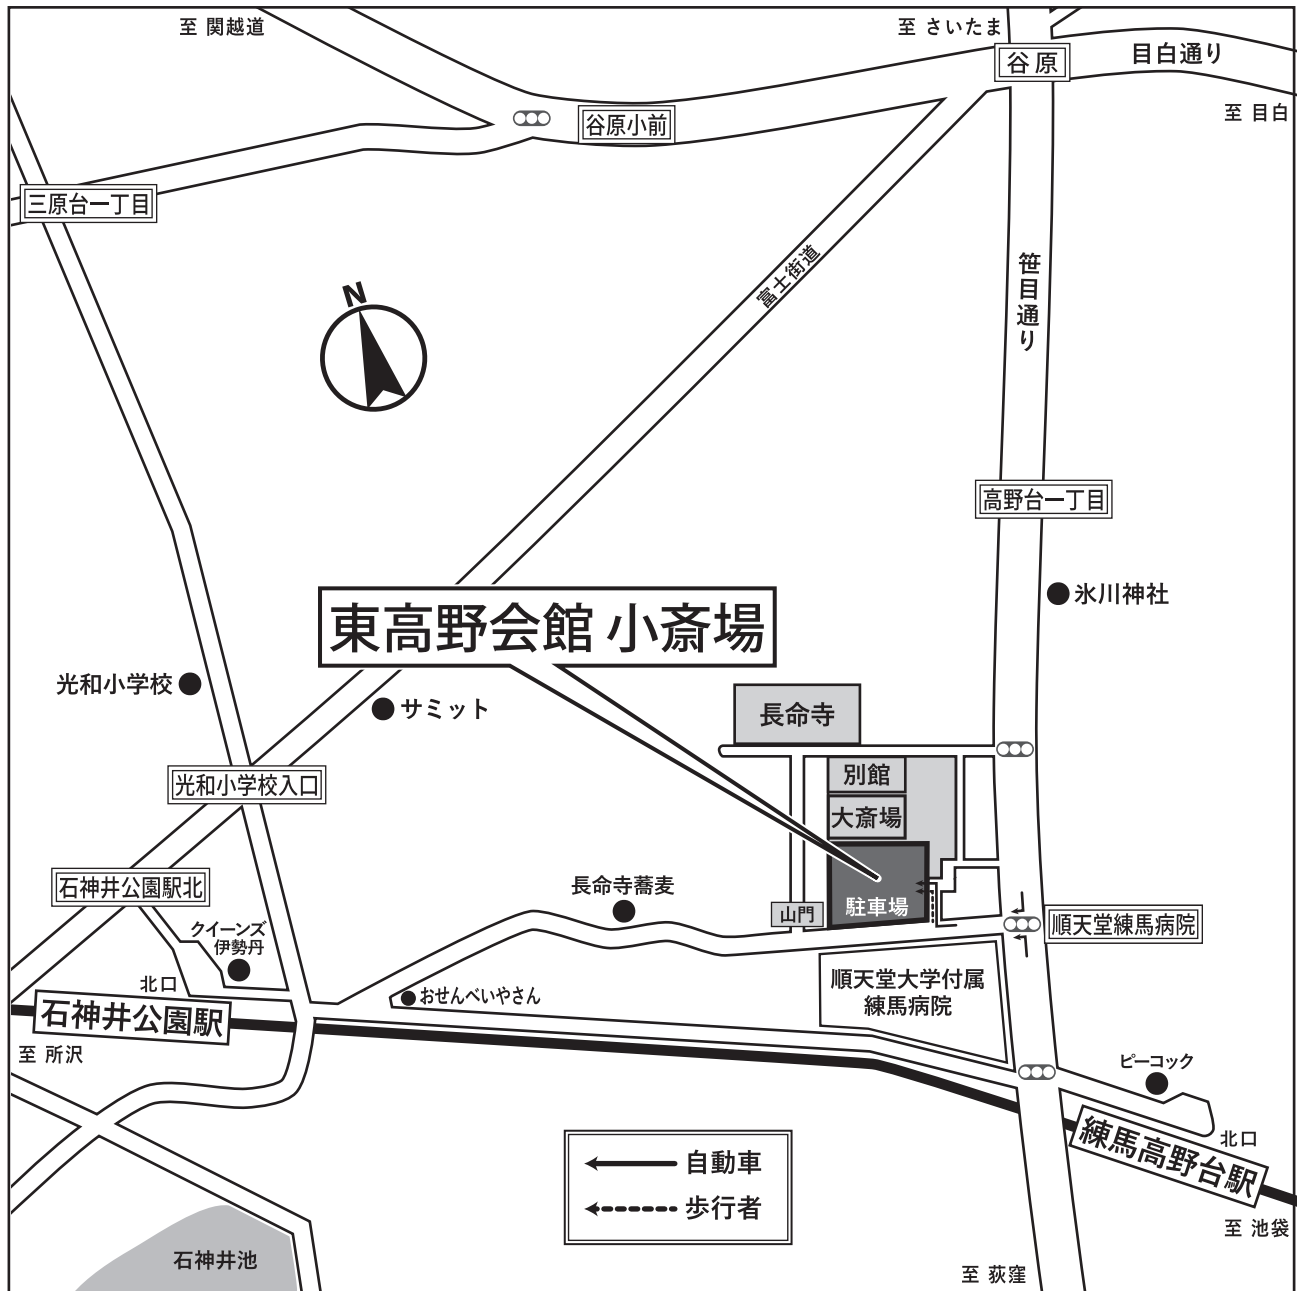 至 関越道
至 さいたま
谷原
目白通り
至 目白
谷原小前
三原台一丁目
N
富士街道
笹目通り
高野台一丁目
氷川神社
東高野会館 小斎場
光和小学校
サミット
長命寺
別館
大斎場
駐車場
山門
光和小学校入口
石神井公園駅北
クイーンズ
伊勢丹
北口
石神井公園駅
至 所沢
長命寺蕎麦
おせんべいやさん
順天堂練馬病院
順天堂大学付属
練馬病院
ピーコック
北口
練馬高野台駅
至 池袋
自動車
歩行者
石神井池
至 荻窪